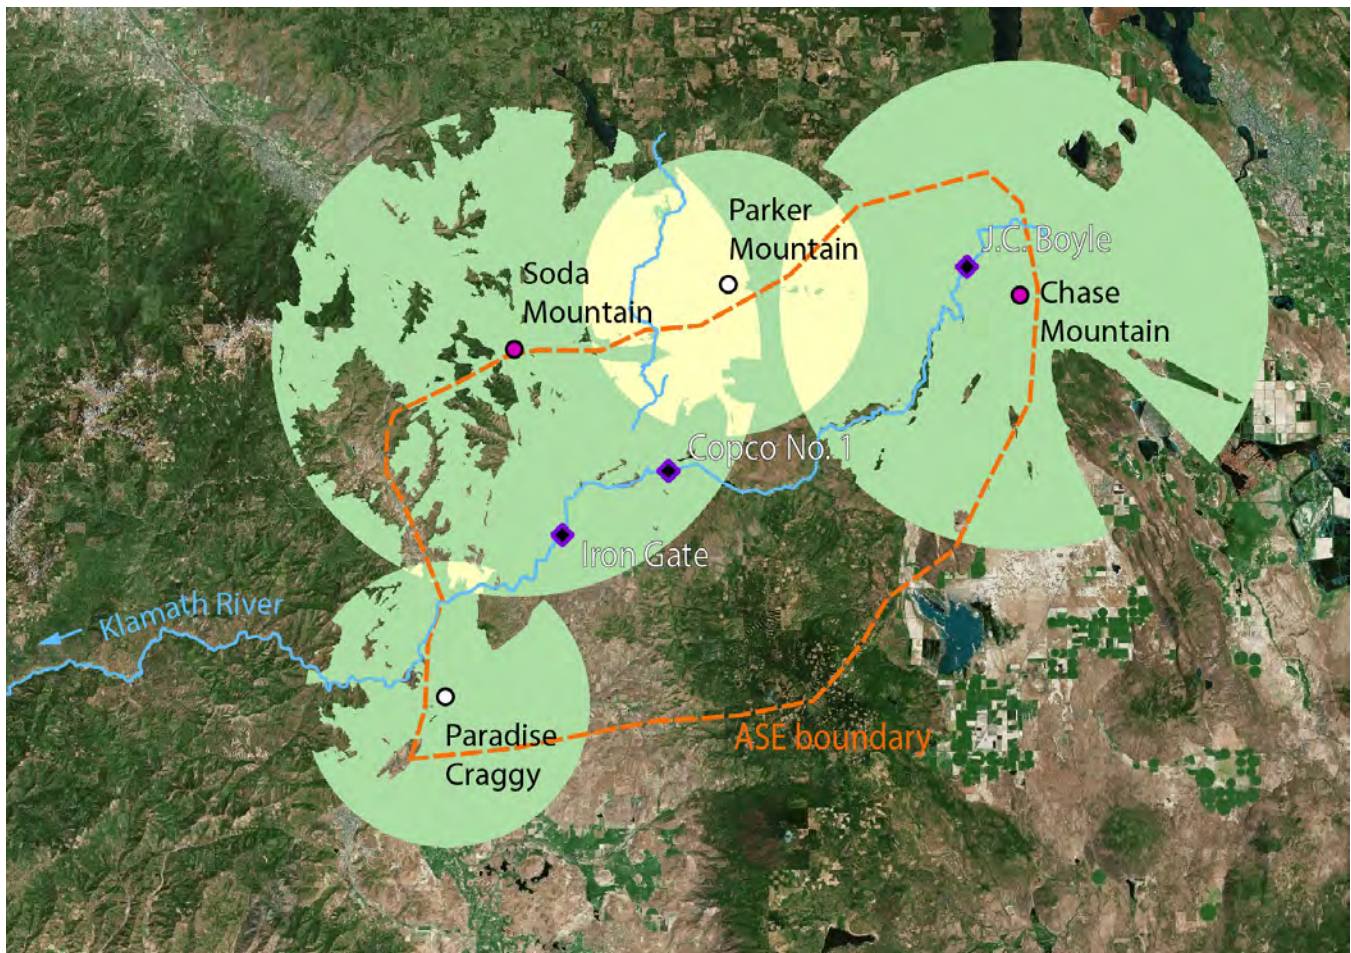 Parker
Mountain
J.C. Boyle
Soda
Mountain
Chase
Mountain
Copco No. 1
Iron Gate
Klamath River
Paradise
Craggy
ASE boundary